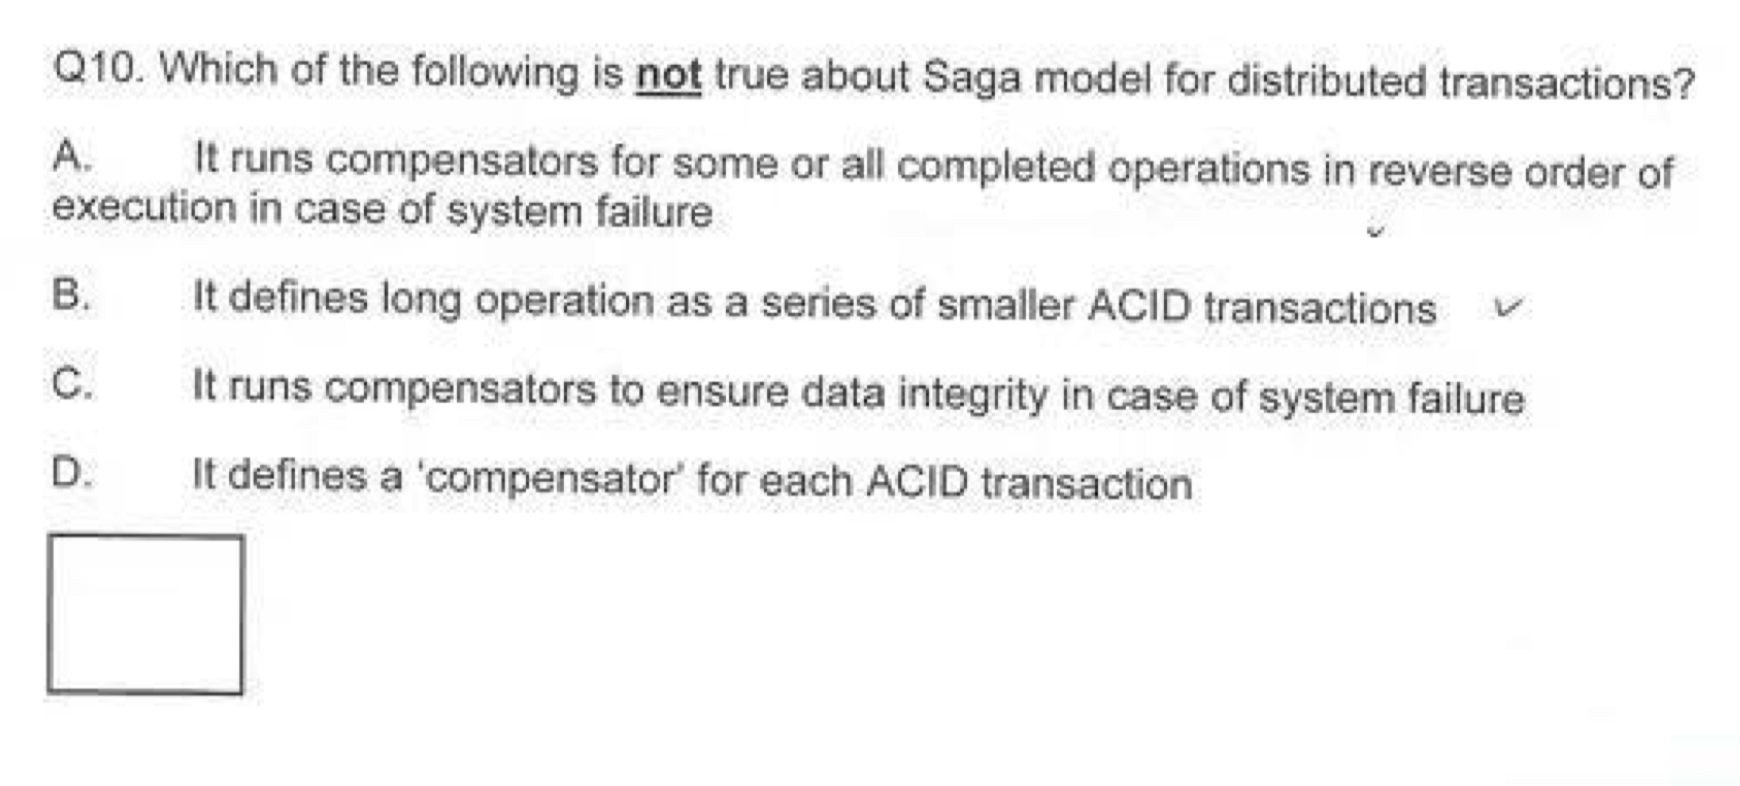 Q10. Which of the following is not true about Saga model for distributed transactions?
A. It runs compensators for some or all completed operations in reverse order of
execution in case of system failure
B. It defines long operation as a series of smaller ACID transactions
C. It runs compensators to ensure data integrity in case of system failure
D. It defines a 'compensator' for each ACID transaction